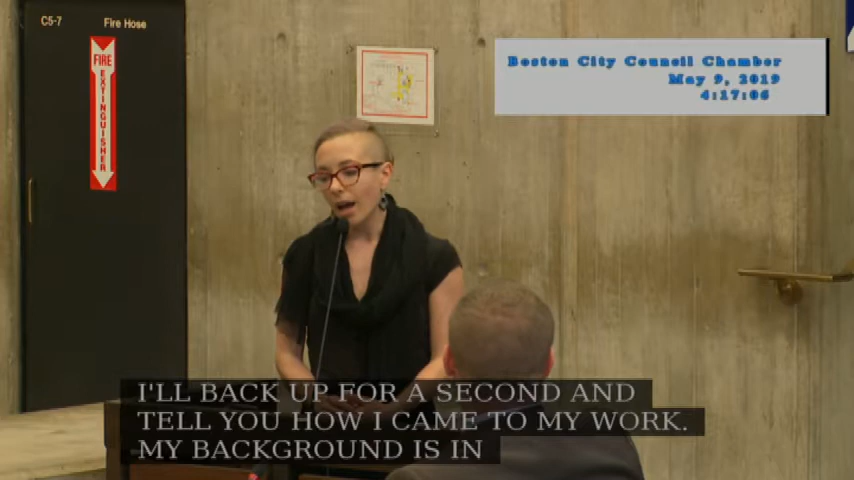 C5-7
Fire Hose
FIRE
EXTINGUISHER
Boston City Council Chamber
May 9, 2019
4:17:06
I'LL BACK UP FOR A SECOND AND
TELL YOU HOW I CAME TO MY WORK.
MY BACKGROUND IS IN